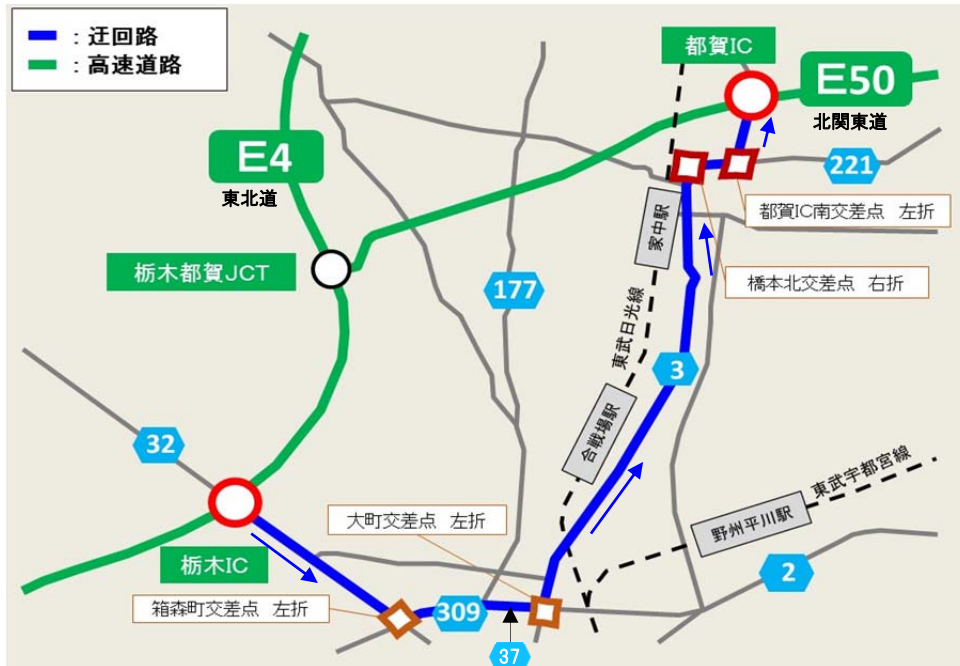 ：迂回路
：高速道路
都賀IC
E50
北関東道
E4
東北道
221
都賀IC南交差点　左折
家中駅
栃木都賀JCT
橋本北交差点　右折
177
東武日光線
3
合戦場駅
32
東武宇都宮線
野州平川駅
大町交差点　左折
栃木IC
2
箱森町交差点　左折
309
37